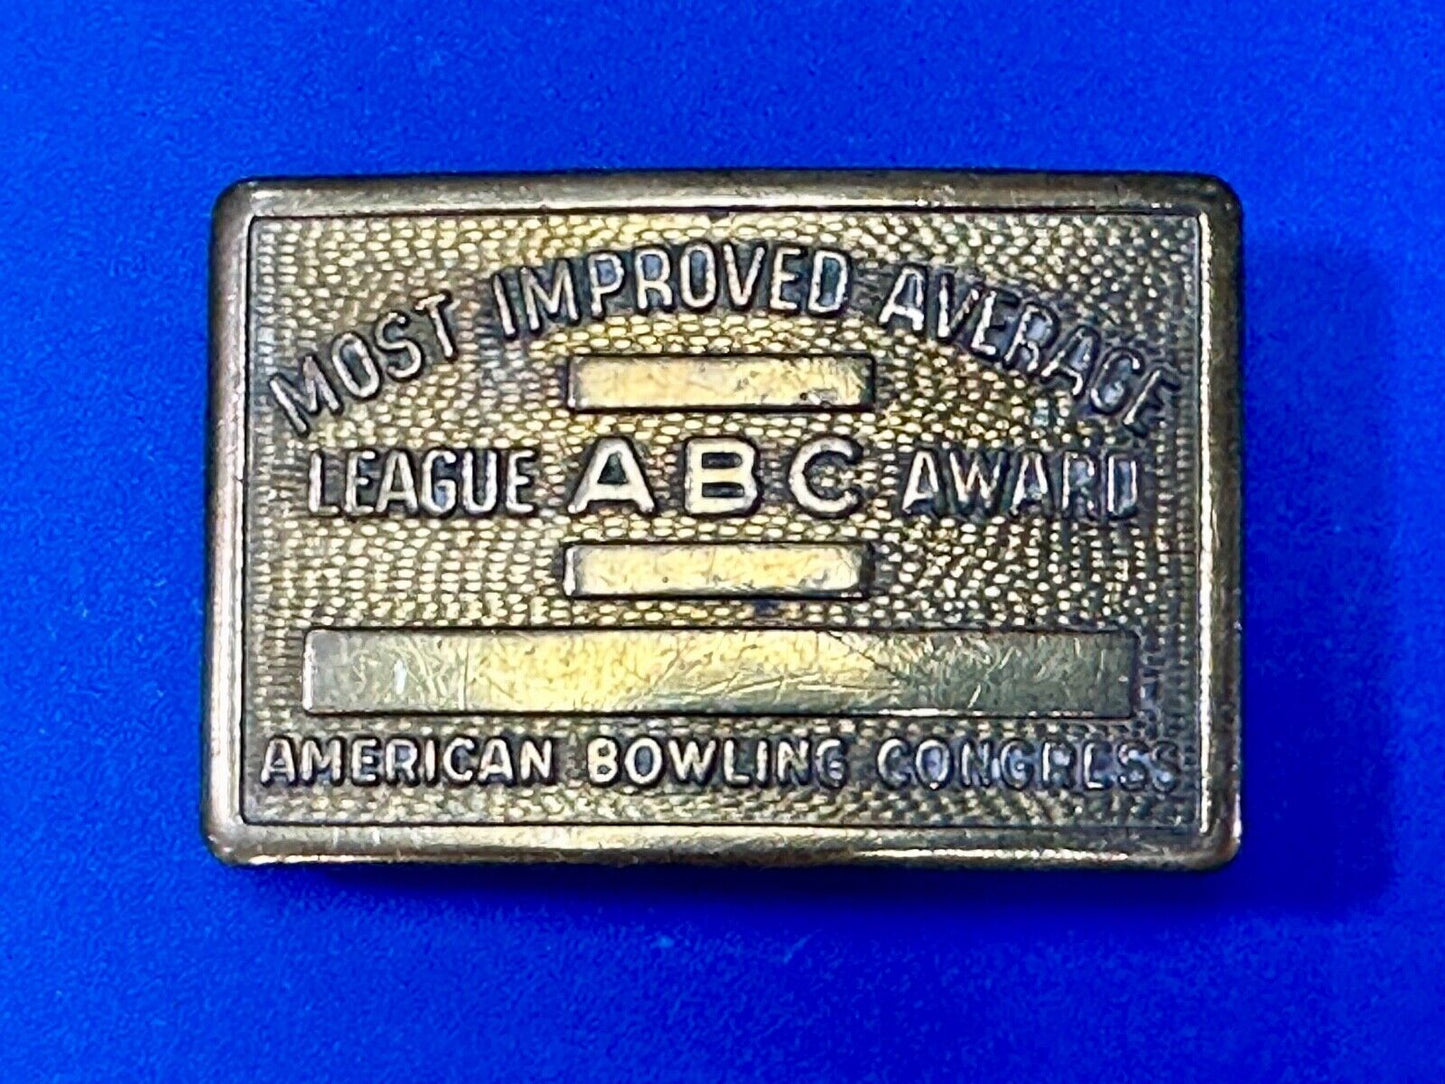 MOST IMPROVED AVERAGE
LEAGUE ABC AWARD
AMERICAN BOWLING CONGRESS